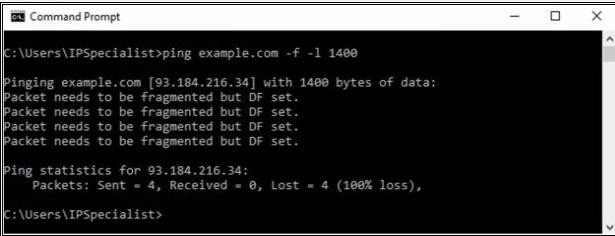 Command Prompt
C:\Users\IPSpecialist>ping example.com -f -l 1400
Pinging example.com [93.184.216.34] with 1400 bytes of data:
Packet needs to be fragmented but DF set.
Packet needs to be fragmented but DF set.
Packet needs to be fragmented but DF set.
Packet needs to be fragmented but DF set.
Ping statistics for 93.184.216.34:
Packets: Sent = 4, Received = 0, Lost = 4 (100% loss),
C:\Users\IPSpecialist>